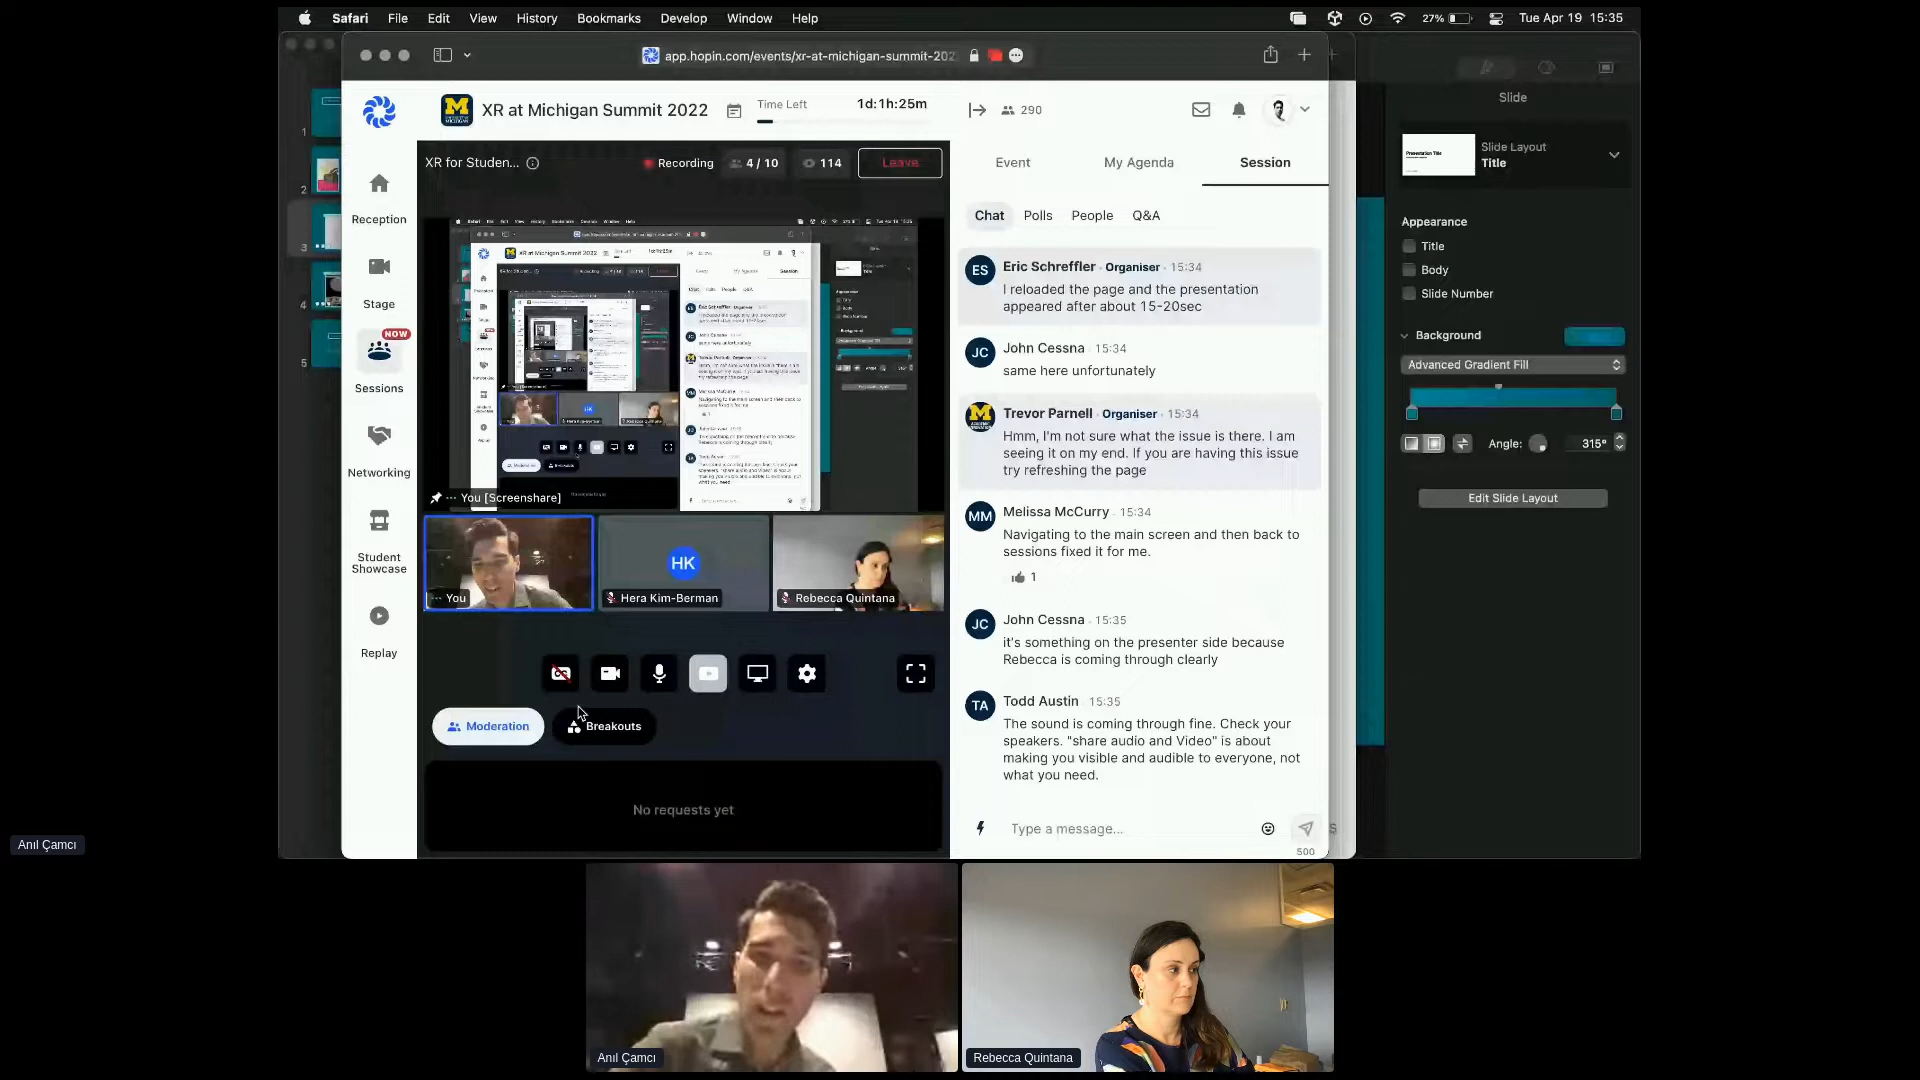 Safari File Edit View History Bookmarks Develop Window Help
27% Tue Apr 19 15:35
app.hopin.com/events/xr-at-michigan-summit-202
XR at Michigan Summit 2022
Time Left
1d:1h:25m
290
XR for Studen...
Recording
4 / 10
114
Leave
Reception
Stage
NOW
Sessions
Networking
Student
Showcase
Replay
You [Screenshare]
You
HK
Hera Kim-Berman
Rebecca Quintana
Moderation
Breakouts
No requests yet
Event My Agenda Session
Chat Polls People Q&A
ES
Eric Schreffler · Organiser · 15:34
I reloaded the page and the presentation
appeared after about 15-20sec
JC
John Cessna · 15:34
same here unfortunately
Trevor Parnell · Organiser · 15:34
Hmm, I'm not sure what the issue is there. I am
seeing it on my end. If you are having this issue
try refreshing the page
MM
Melissa McCurry · 15:34
Navigating to the main screen and then back to
sessions fixed it for me.
1
JC
John Cessna · 15:35
it's something on the presenter side because
Rebecca is coming through clearly
TA
Todd Austin · 15:35
The sound is coming through fine. Check your
speakers. "share audio and Video" is about
making you visible and audible to everyone, not
what you need.
Type a message...
500
1
2
3
4
5
Slide
Slide Layout
Title
Appearance
Title
Body
Slide Number
Background
Advanced Gradient Fill
Angle: 315°
Edit Slide Layout
Anıl Çamcı
Anıl Çamcı
Rebecca Quintana